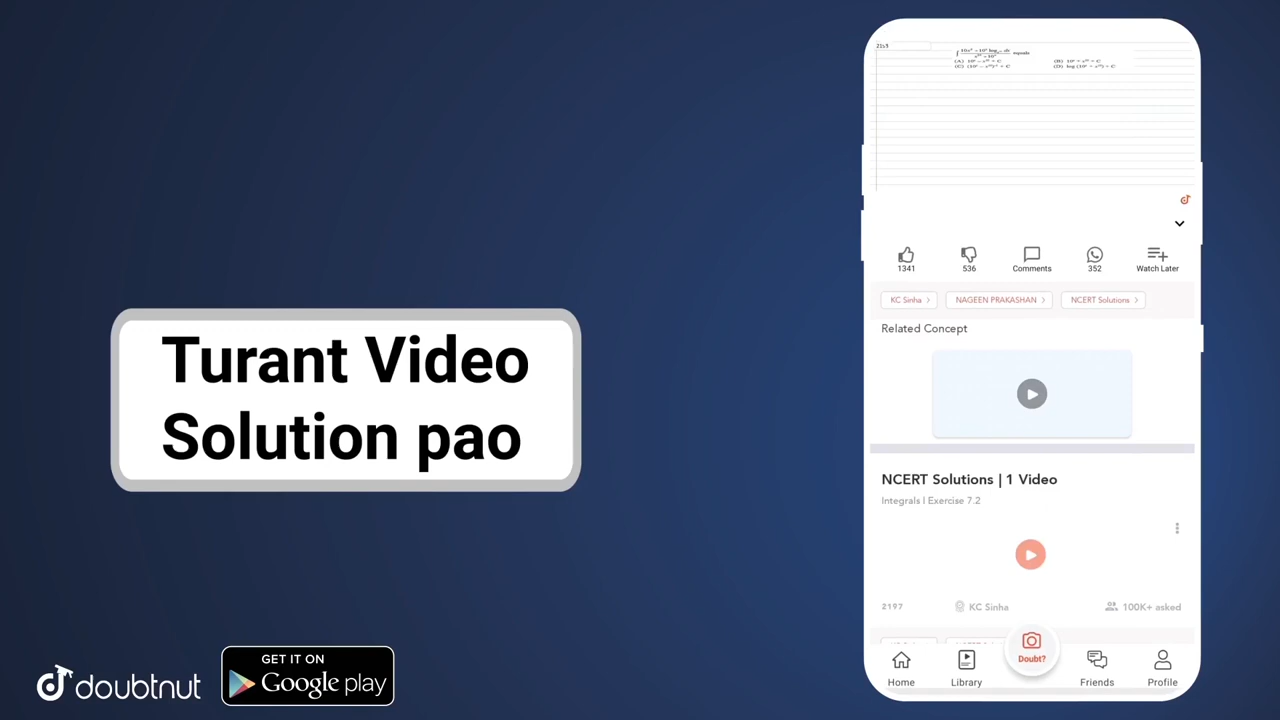 Turant Video
Solution pao
doubtnut
GET IT ON
Google play
equals
(A)
(B)
(C)
(D)
1341
536
Comments
352
Watch Later
KC Sinha
NAGEEN PRAKASHAN
NCERT Solutions
Related Concept
NCERT Solutions | 1 Video
Integrals | Exercise 7.2
2197
KC Sinha
100K+ asked
Doubt?
Home
Library
Friends
Profile